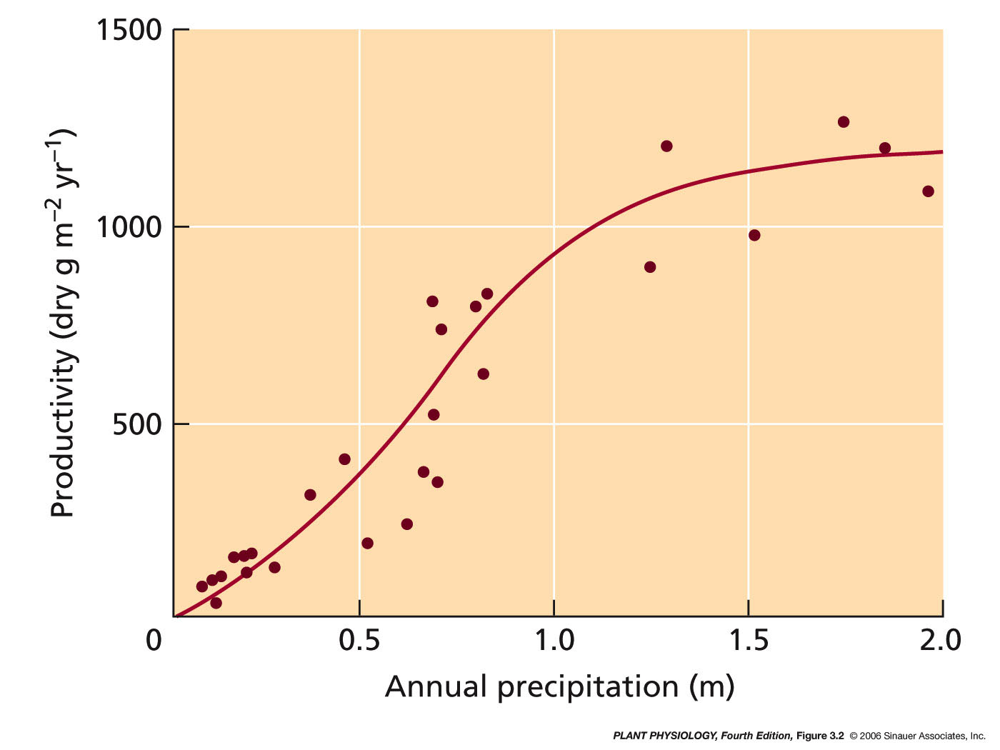 1500
1000
500
Productivity (dry g m⁻² yr⁻¹)
0 0.5 1.0 1.5 2.0
Annual precipitation (m)
PLANT PHYSIOLOGY, Fourth Edition, Figure 3.2 © 2006 Sinauer Associates, Inc.